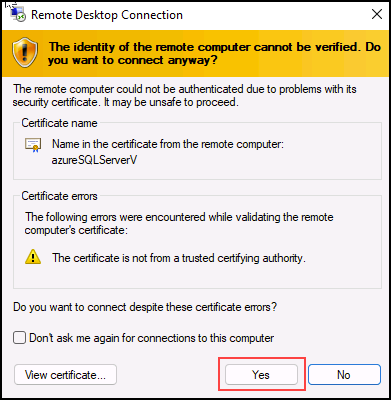 Remote Desktop Connection
The identity of the remote computer cannot be verified. Do
you want to connect anyway?
The remote computer could not be authenticated due to problems with its
security certificate. It may be unsafe to proceed.
Certificate name
Name in the certificate from the remote computer:
azureSQLServerV
Certificate errors
The following errors were encountered while validating the remote
computer's certificate:
The certificate is not from a trusted certifying authority.
Do you want to connect despite these certificate errors?
Don't ask me again for connections to this computer
View certificate...
Yes
No